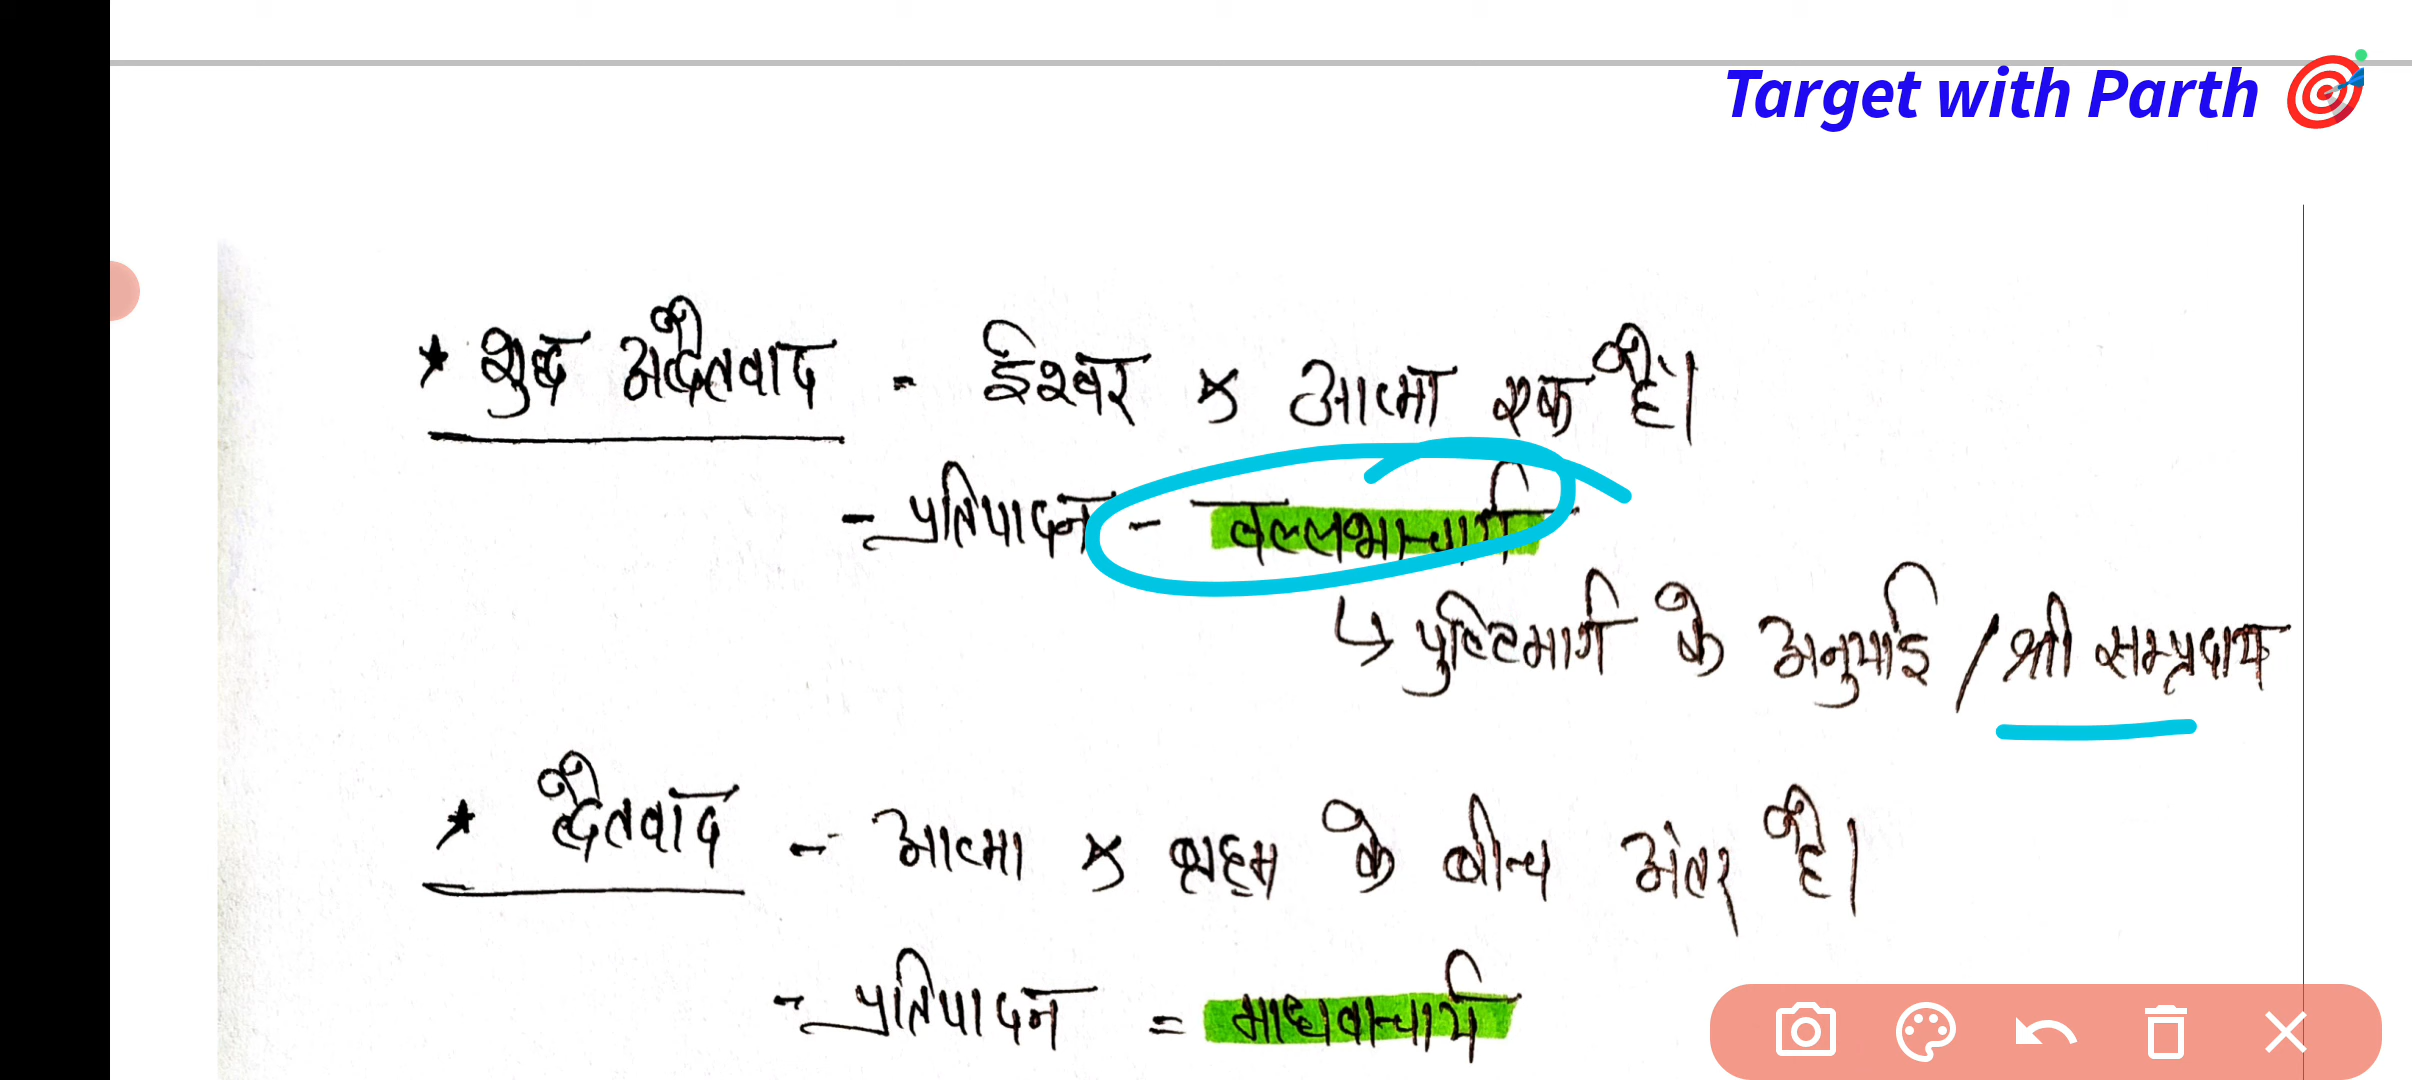 Target with Parth
★ शुद्ध अद्वैतवाद - ईश्वर × आत्मा एक हैं।
- प्रतिपादन - वल्लभाचार्य
↳ पुष्टिमार्ग के अनुयाई / श्री सम्प्रदाय
★ द्वैतवाद - आत्मा × ब्रह्म के बीच अंतर है।
- प्रतिपादन = माधवाचार्य